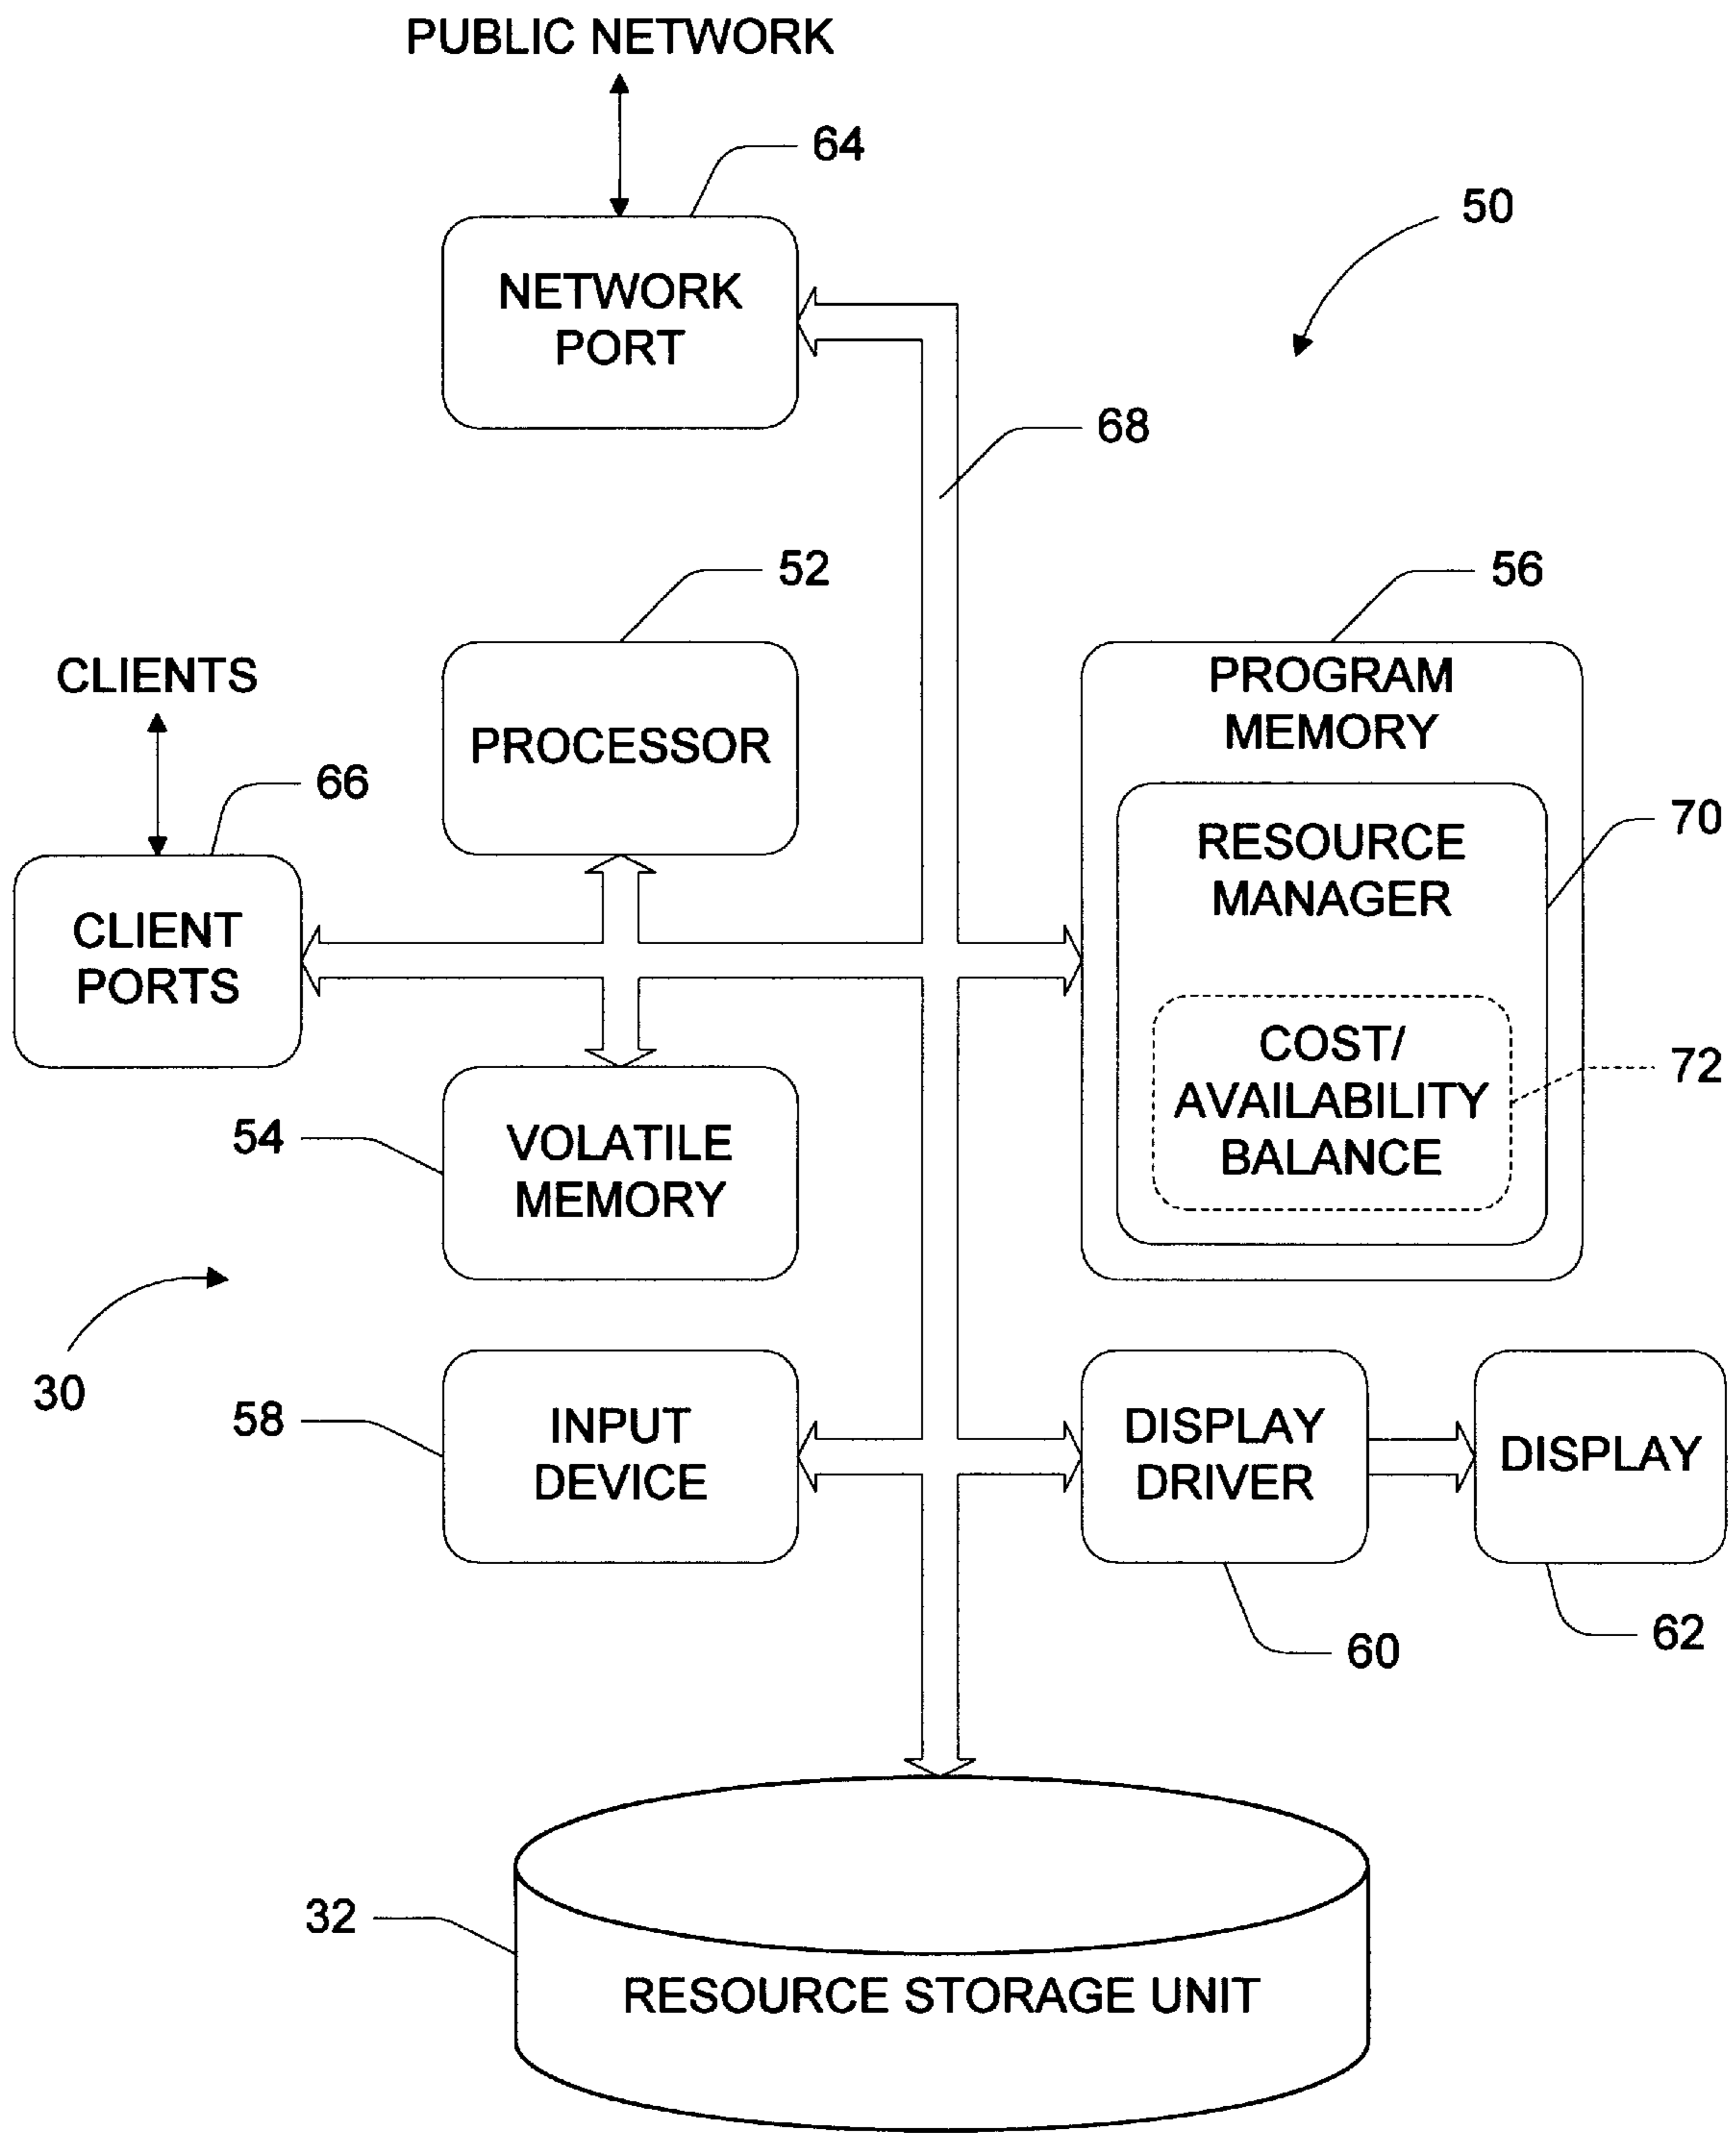 PUBLIC NETWORK
64
50
NETWORK
PORT
68
52
56
CLIENTS
PROGRAM
MEMORY
PROCESSOR
66
70
RESOURCE
MANAGER
CLIENT
PORTS
COST/
AVAILABILITY
BALANCE
72
54
VOLATILE
MEMORY
30
58
INPUT
DEVICE
DISPLAY
DRIVER
DISPLAY
60
62
32
RESOURCE STORAGE UNIT